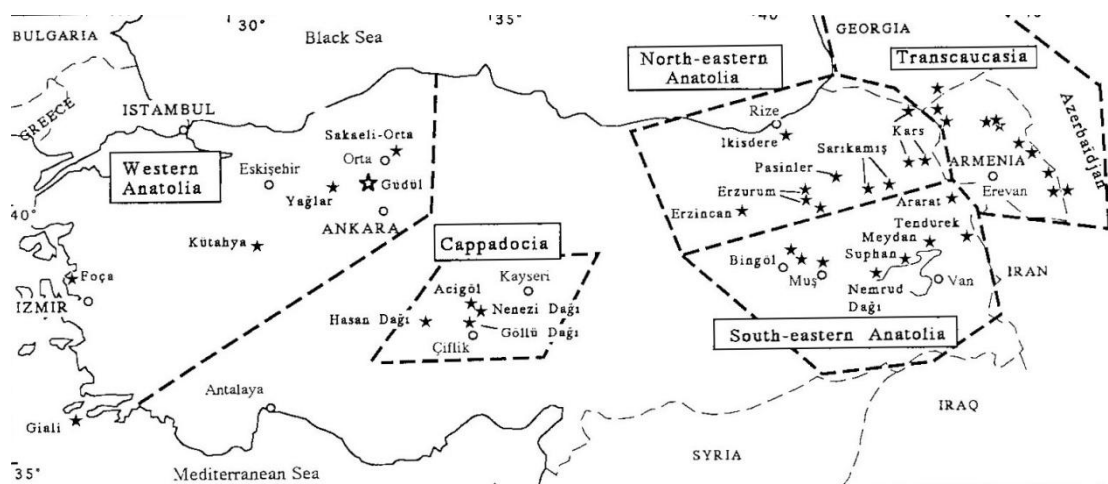 30°
35°
40°
BULGARIA
Black Sea
GEORGIA
North-eastern
Anatolia
Transcaucasia
GREECE
ISTAMBUL
Rize
Azerbaidjan
Sakaeli-Orta
Ikisdere
Kars
Western
Anatolia
Eskişehir
Orta
Güdül
Pasinler
Sarıkamış
ARMENIA
Yağlar
Erzurum
Erevan
40°
ANKARA
Erzincan
Ararat
Kütahya
Cappadocia
Tendurek
Meydan
Foça
Kayseri
Bingöl
Suphan
IRAN
Acigöl
Muş
Van
IZMIR
Nenezi Dağı
Nemrud
Dağı
Hasan Dağı
Göllü Dağı
South-eastern Anatolia
Çiflik
Antalaya
Giali
IRAQ
SYRIA
35°
Mediterranean Sea